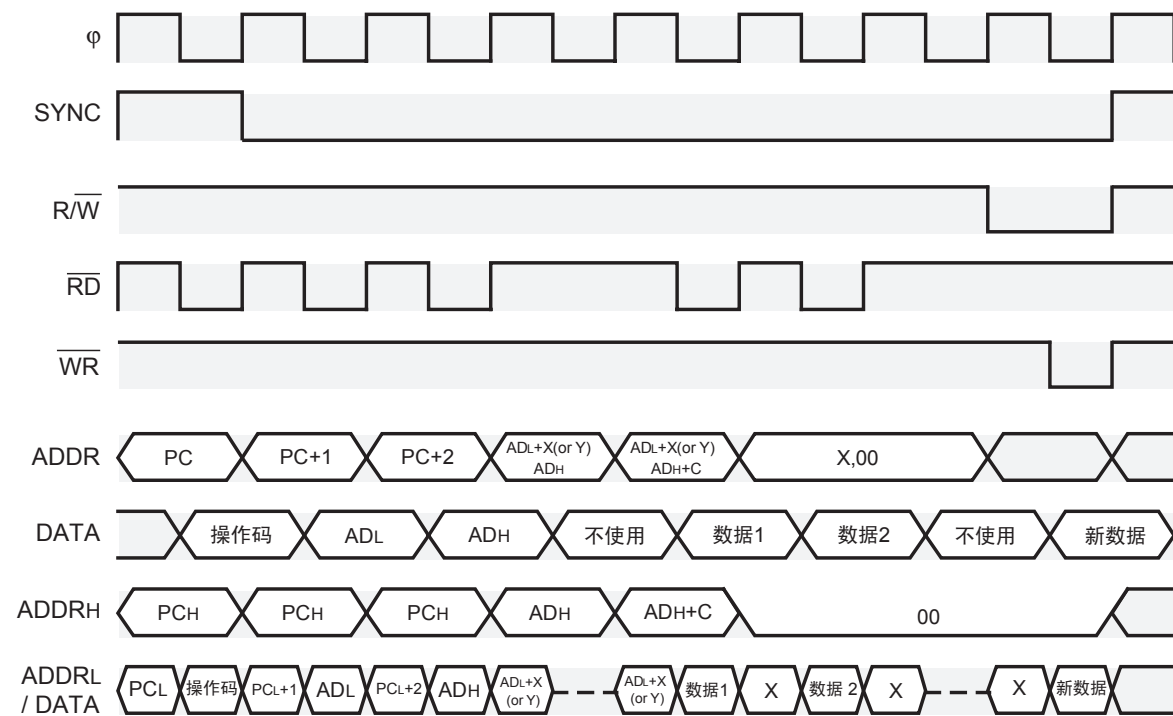 φ
SYNC
R/W
RD
WR
ADDR PC PC+1 PC+2 ADL+X(or Y) ADH ADL+X(or Y) ADH+C X,00
DATA 操作码 ADL ADH 不使用 数据1 数据2 不使用 新数据
ADDRH PCH PCH PCH ADH ADH+C 00
ADDRL / DATA PCL 操作码 PCL+1 ADL PCL+2 ADH ADL+X (or Y) ADL+X (or Y) 数据1 X 数据 2 X X 新数据